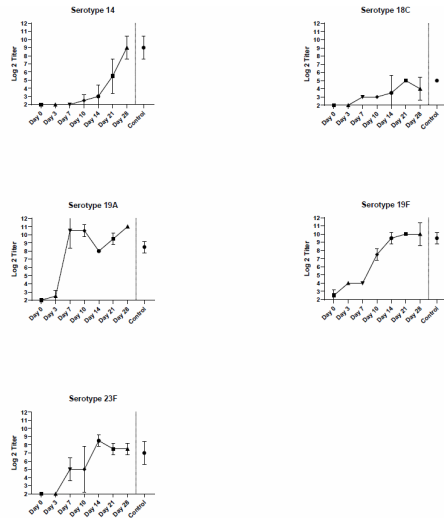 Serotype 14
Log 2 Titer
12
11
10
9
8
7
6
5
4
3
2
Day 0
Day 3
Day 7
Day 10
Day 14
Day 21
Day 28
Control
Serotype 18C
Log 2 Titer
12
11
10
9
8
7
6
5
4
3
2
Day 0
Day 3
Day 7
Day 10
Day 14
Day 21
Day 28
Control
Serotype 19A
Log 2 Titer
12
11
10
9
8
7
6
5
4
3
2
Day 0
Day 3
Day 7
Day 10
Day 14
Day 21
Day 28
Control
Serotype 19F
Log 2 Titer
12
11
10
9
8
7
6
5
4
3
2
Day 0
Day 3
Day 7
Day 10
Day 14
Day 21
Day 28
Control
Serotype 23F
Log 2 Titer
12
11
10
9
8
7
6
5
4
3
2
Day 0
Day 3
Day 7
Day 10
Day 14
Day 21
Day 28
Control